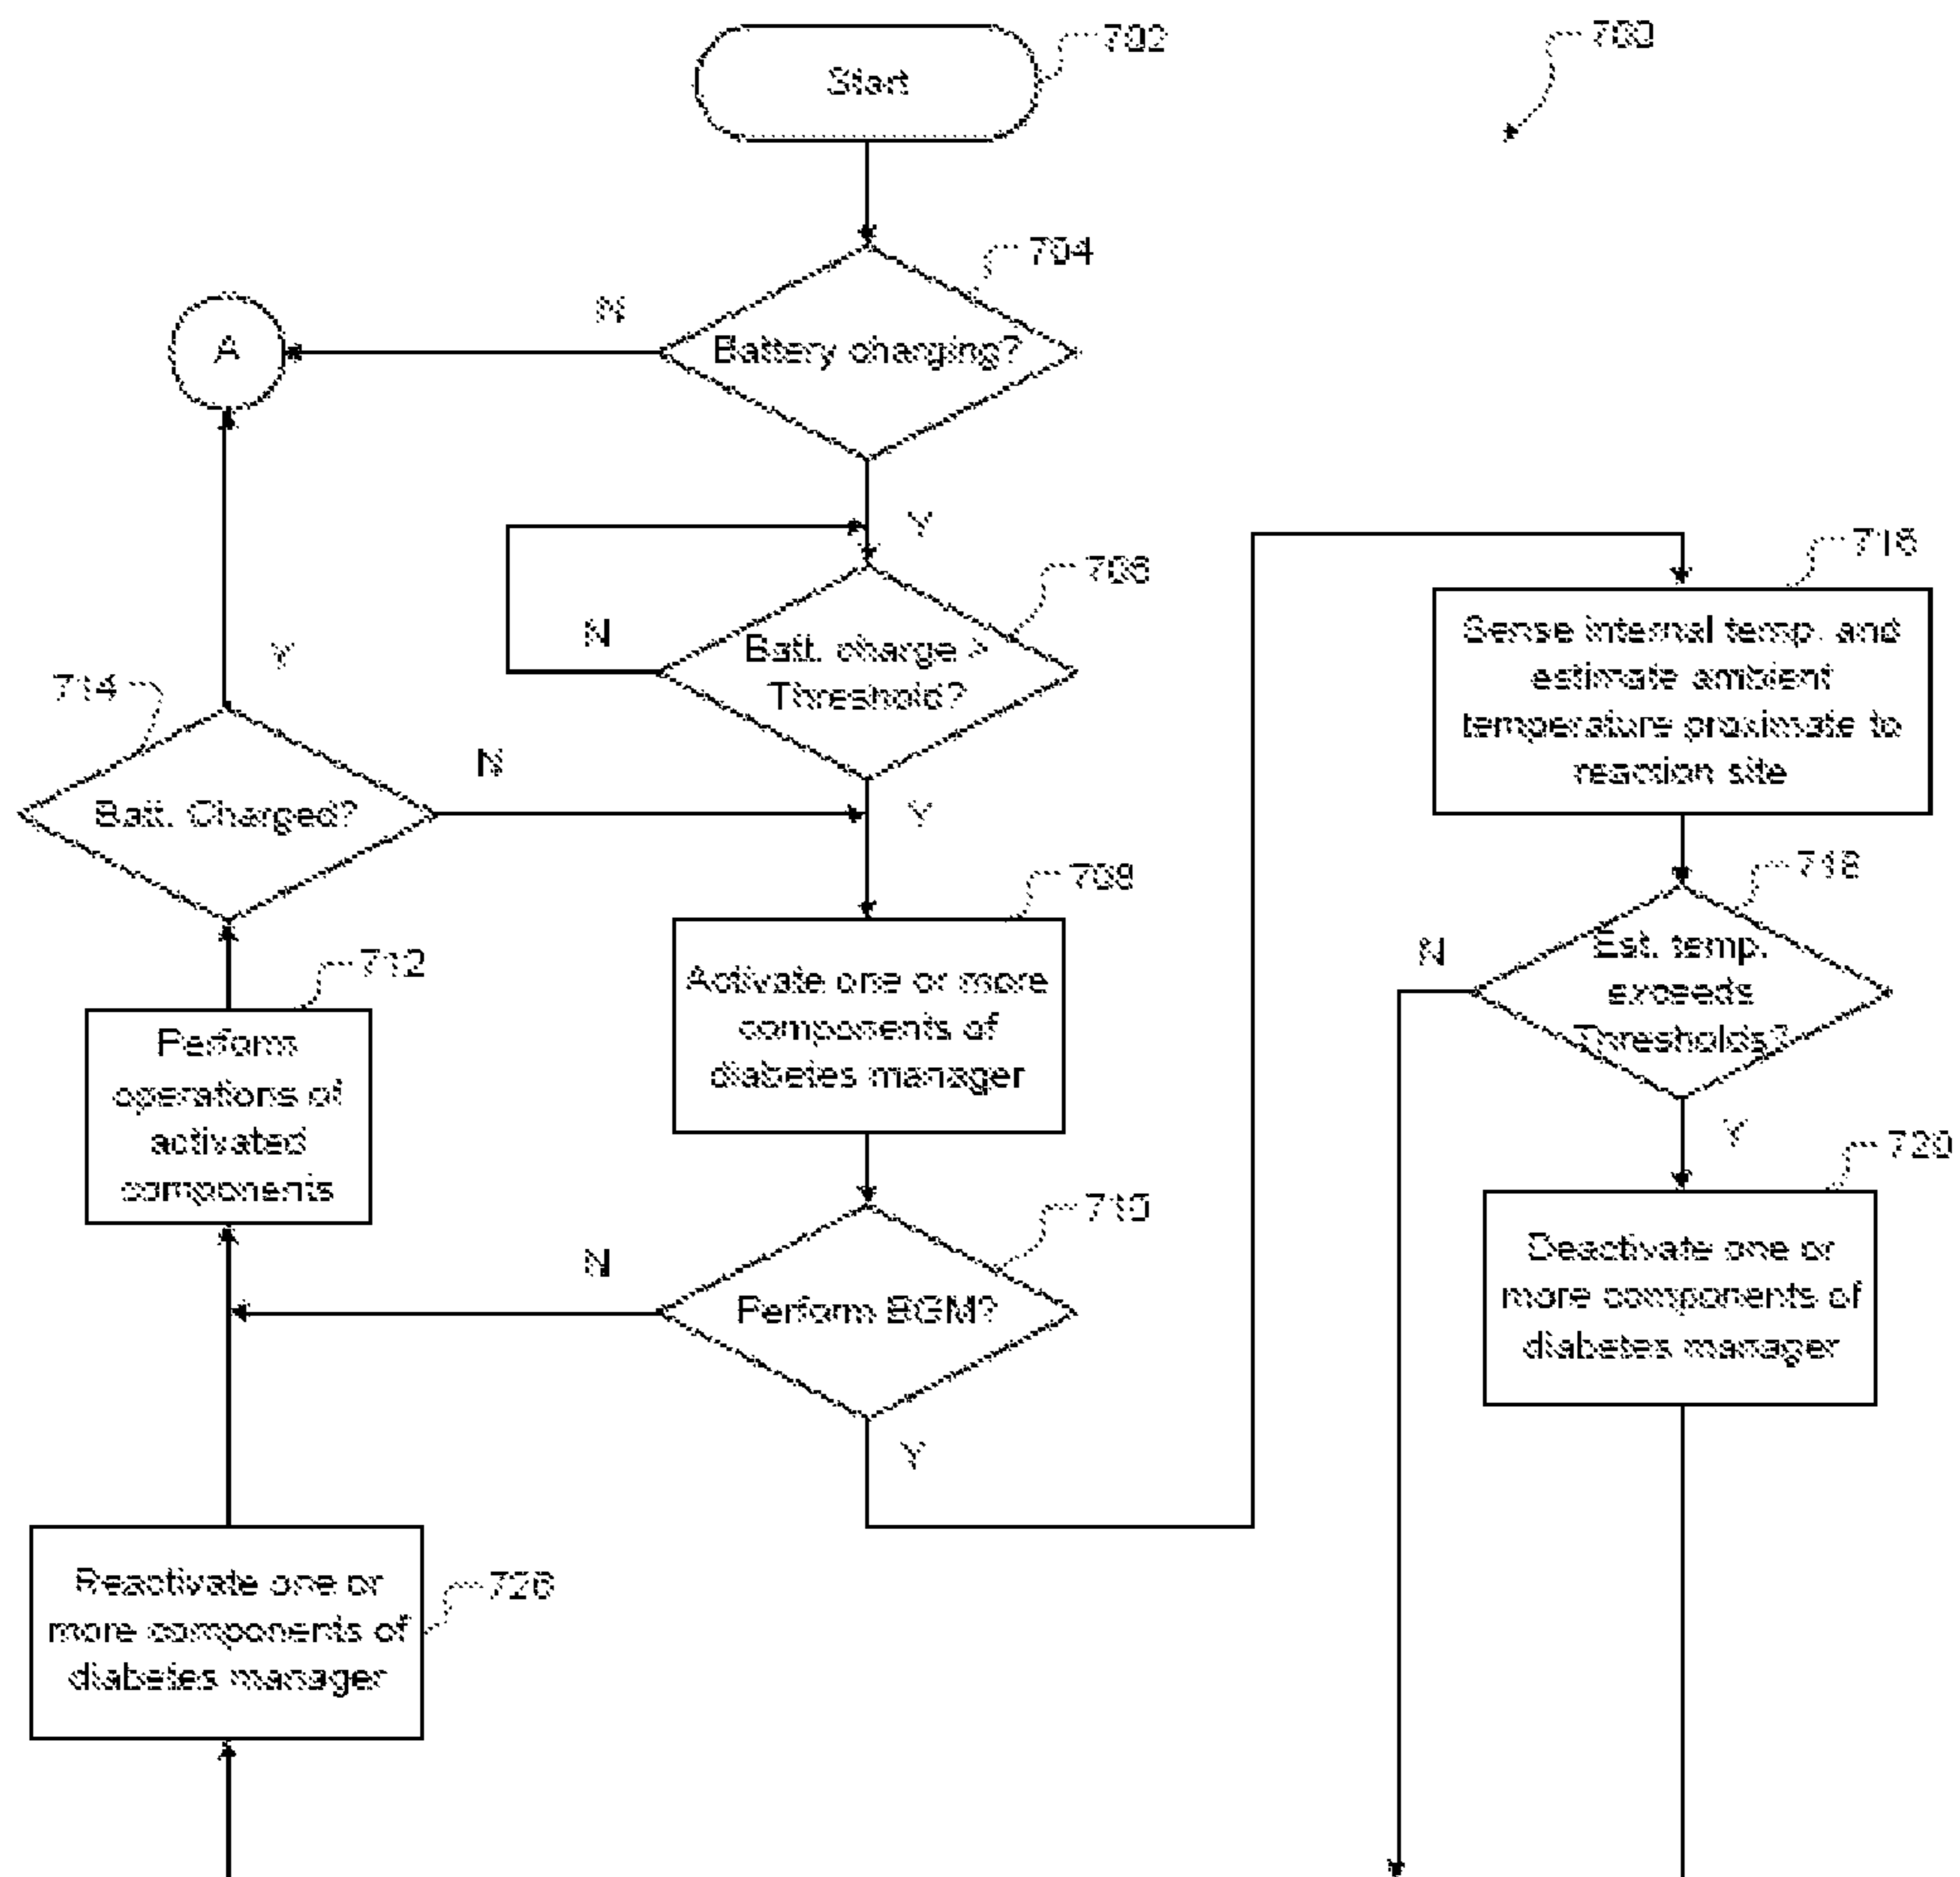 700
Start
702
Battery charging?
704
N
A
Y
Batt. charge >
Threshold?
706
N
Y
Batt. Charged?
714
Y
N
Activate one or more
components of
diabetes manager
708
Perform BGM?
710
N
Y
Perform
operations of
activated
components
712
Reactivate one or
more components of
diabetes manager
726
Sense internal temp. and
estimate ambient
temperature proximate to
reaction site
716
Est. temp.
exceeds
Thresholds?
718
N
Y
Deactivate one or
more components of
diabetes manager
720